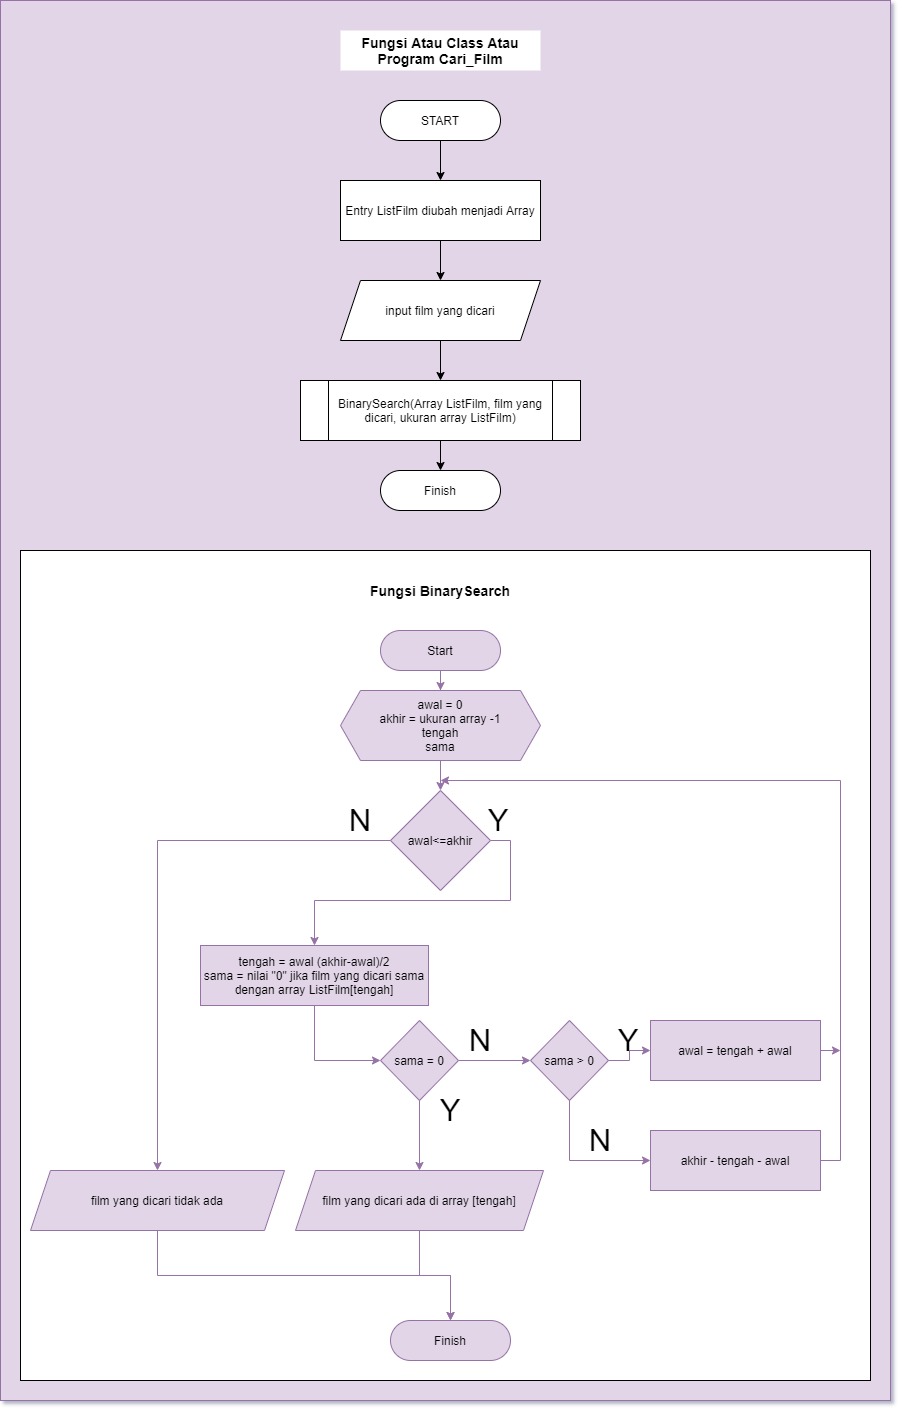 Fungsi Atau Class Atau
Program Cari_Film
START
Entry ListFilm diubah menjadi Array
input film yang dicari
BinarySearch(Array ListFilm, film yang
dicari, ukuran array ListFilm)
Finish
Fungsi BinarySearch
Start
awal = 0
akhir = ukuran array -1
tengah
sama
N
Y
awal<=akhir
tengah = awal (akhir-awal)/2
sama = nilai "0" jika film yang dicari sama
dengan array ListFilm[tengah]
sama = 0
N
sama > 0
Y
awal = tengah + awal
Y
N
akhir - tengah - awal
film yang dicari tidak ada
film yang dicari ada di array [tengah]
Finish